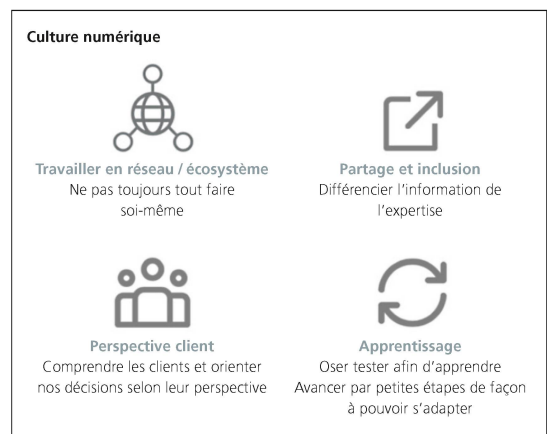 Culture numérique
Travailler en réseau / écosystème
Ne pas toujours tout faire
soi-même
Partage et inclusion
Différencier l'information de
l'expertise
Perspective client
Comprendre les clients et orienter
nos décisions selon leur perspective
Apprentissage
Oser tester afin d'apprendre
Avancer par petites étapes de façon
à pouvoir s'adapter